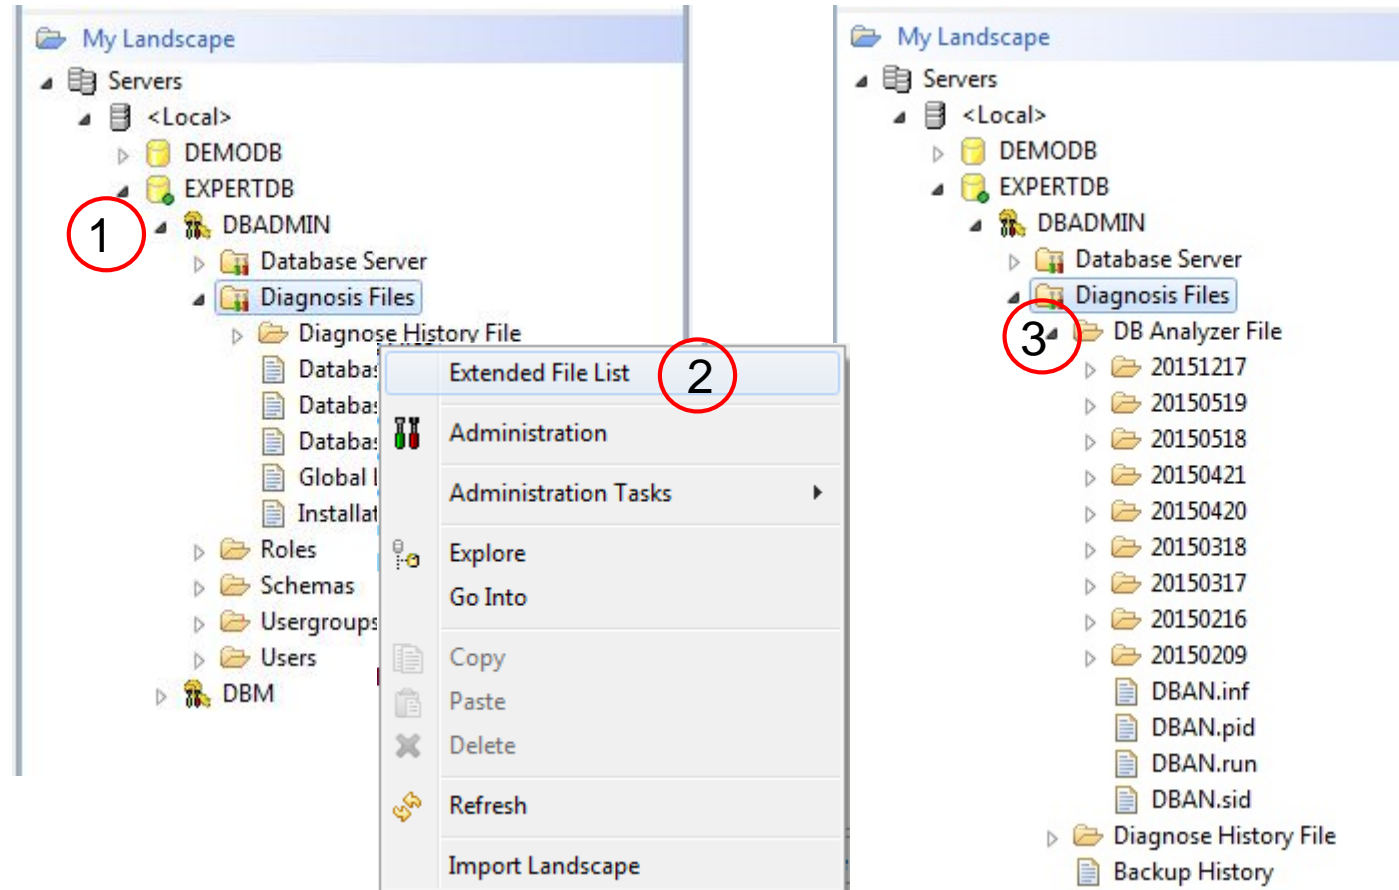 My Landscape
Servers
<Local>
DEMODB
EXPERTDB
1
DBADMIN
Database Server
Diagnosis Files
Diagnose History File
Roles
Schemas
Usergroups
Users
DBM
Extended File List
2
Administration
Administration Tasks
Explore
Go Into
Copy
Paste
Delete
Refresh
Import Landscape
My Landscape
Servers
<Local>
DEMODB
EXPERTDB
DBADMIN
Database Server
Diagnosis Files
3
DB Analyzer File
20151217
20150519
20150518
20150421
20150420
20150318
20150317
20150216
20150209
DBAN.inf
DBAN.pid
DBAN.run
DBAN.sid
Diagnose History File
Backup History